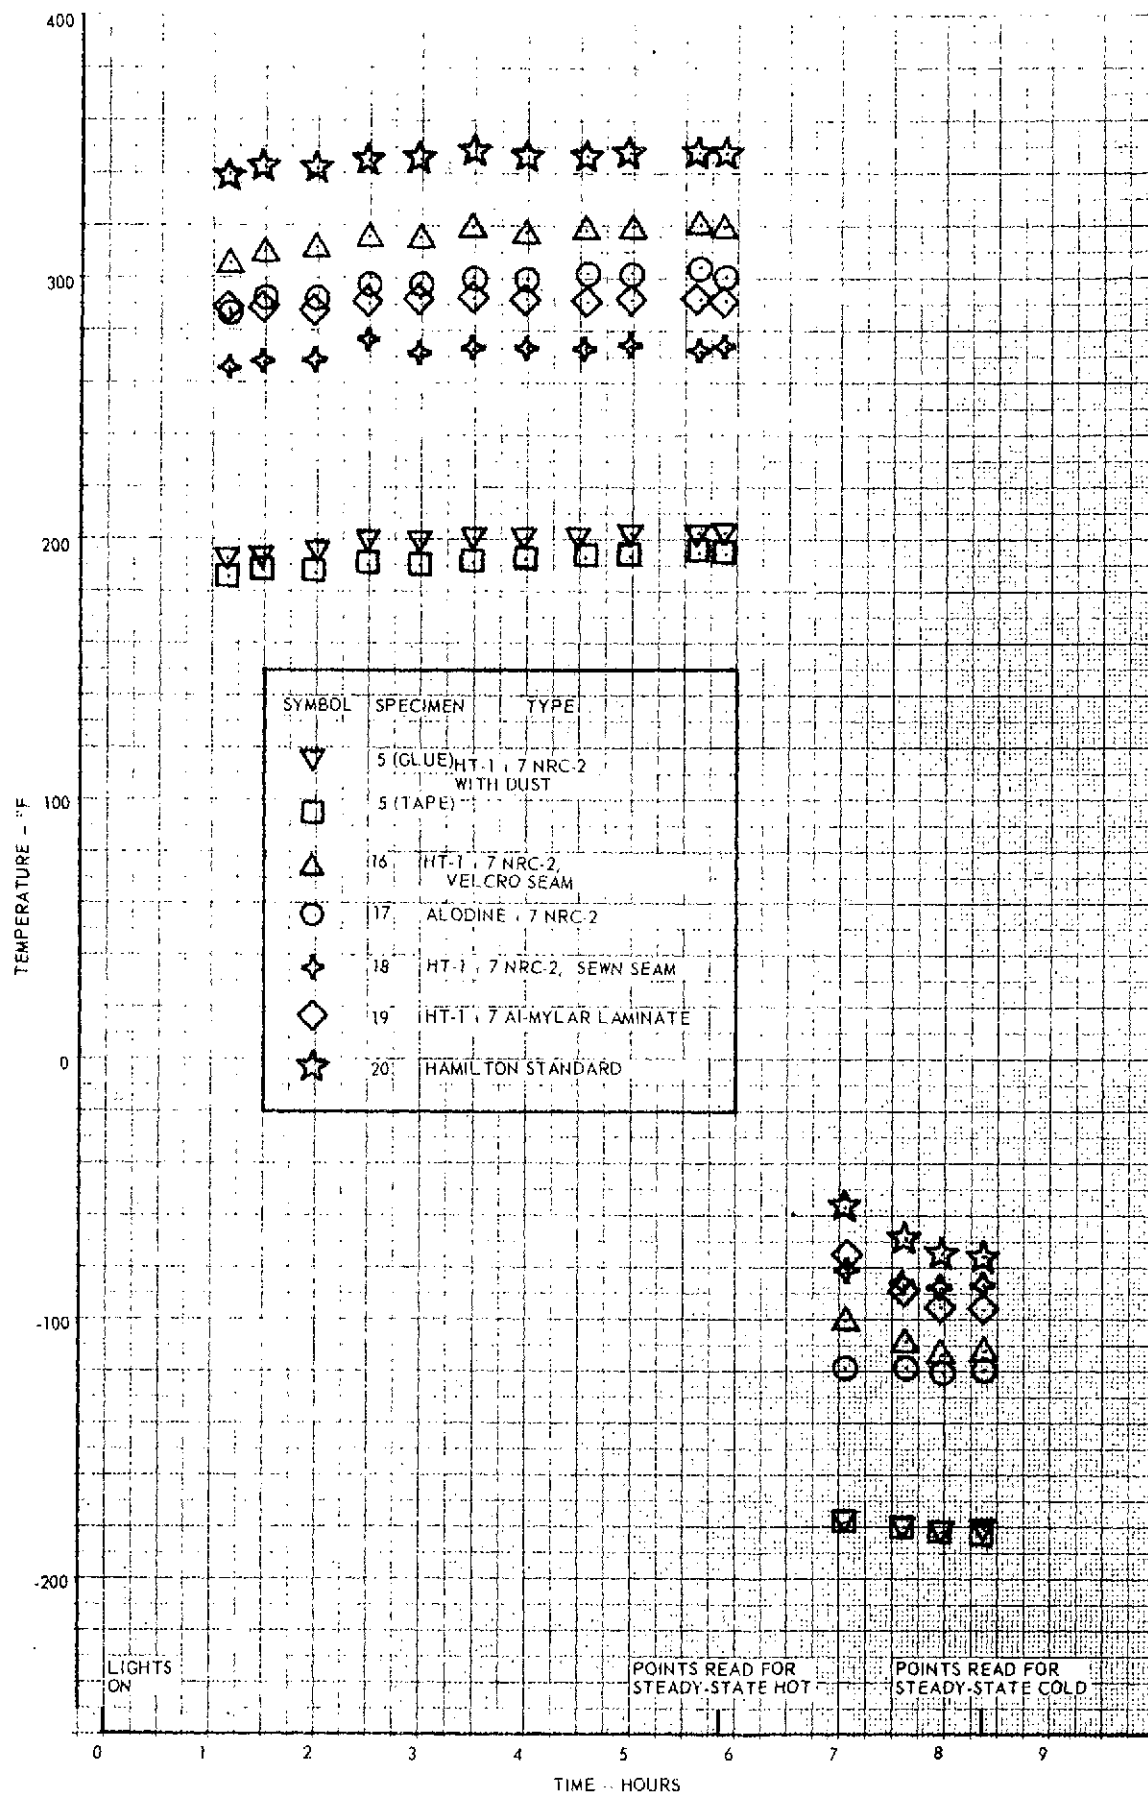 400
300
200
100
0
-100
-200
TEMPERATURE - °F
SYMBOL SPECIMEN TYPE
5 (GLUE) HT-1 + 7 NRC-2
WITH DUST
5 (TAPE)
16 HT-1 + 7 NRC-2,
VELCRO SEAM
17 ALODINE + 7 NRC-2
18 HT-1 + 7 NRC-2, SEWN SEAM
19 HT-1 + 7 Al-MYLAR LAMINATE
20 HAMILTON STANDARD
LIGHTS
ON
POINTS READ FOR
STEADY-STATE HOT
POINTS READ FOR
STEADY-STATE COLD
0 1 2 3 4 5 6 7 8 9
TIME - HOURS